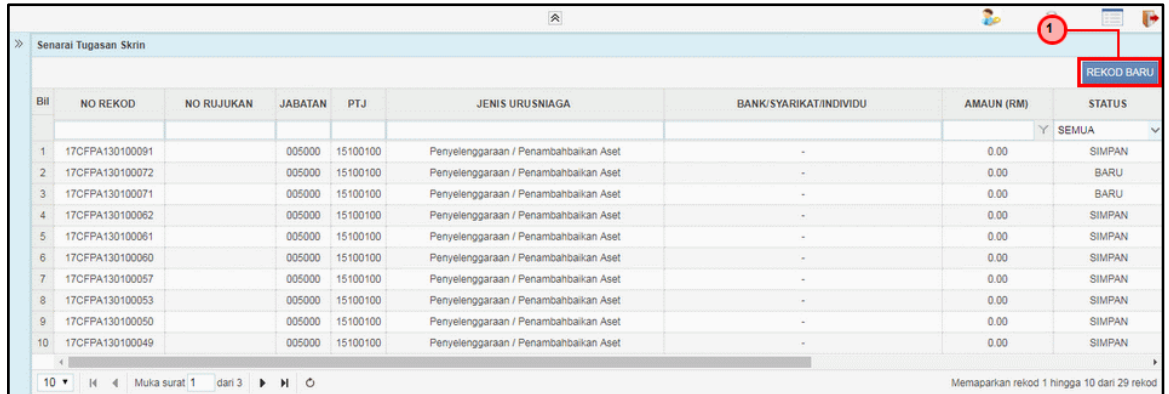 1
Senarai Tugasan Skrin
REKOD BARU
Bil NO REKOD NO RUJUKAN JABATAN PTJ JENIS URUSNIAGA BANK/SYARIKAT/INDIVIDU AMAUN (RM) STATUS
SEMUA
1 17CFPA130100091 005000 15100100 Penyelenggaraan / Penambahbaikan Aset - 0.00 SIMPAN
2 17CFPA130100072 005000 15100100 Penyelenggaraan / Penambahbaikan Aset - 0.00 BARU
3 17CFPA130100071 005000 15100100 Penyelenggaraan / Penambahbaikan Aset - 0.00 BARU
4 17CFPA130100062 005000 15100100 Penyelenggaraan / Penambahbaikan Aset - 0.00 SIMPAN
5 17CFPA130100061 005000 15100100 Penyelenggaraan / Penambahbaikan Aset - 0.00 SIMPAN
6 17CFPA130100060 005000 15100100 Penyelenggaraan / Penambahbaikan Aset - 0.00 SIMPAN
7 17CFPA130100057 005000 15100100 Penyelenggaraan / Penambahbaikan Aset - 0.00 SIMPAN
8 17CFPA130100053 005000 15100100 Penyelenggaraan / Penambahbaikan Aset - 0.00 SIMPAN
9 17CFPA130100050 005000 15100100 Penyelenggaraan / Penambahbaikan Aset - 0.00 SIMPAN
10 17CFPA130100049 005000 15100100 Penyelenggaraan / Penambahbaikan Aset - 0.00 SIMPAN
10 Muka surat 1 dari 3 Memaparkan rekod 1 hingga 10 dari 29 rekod